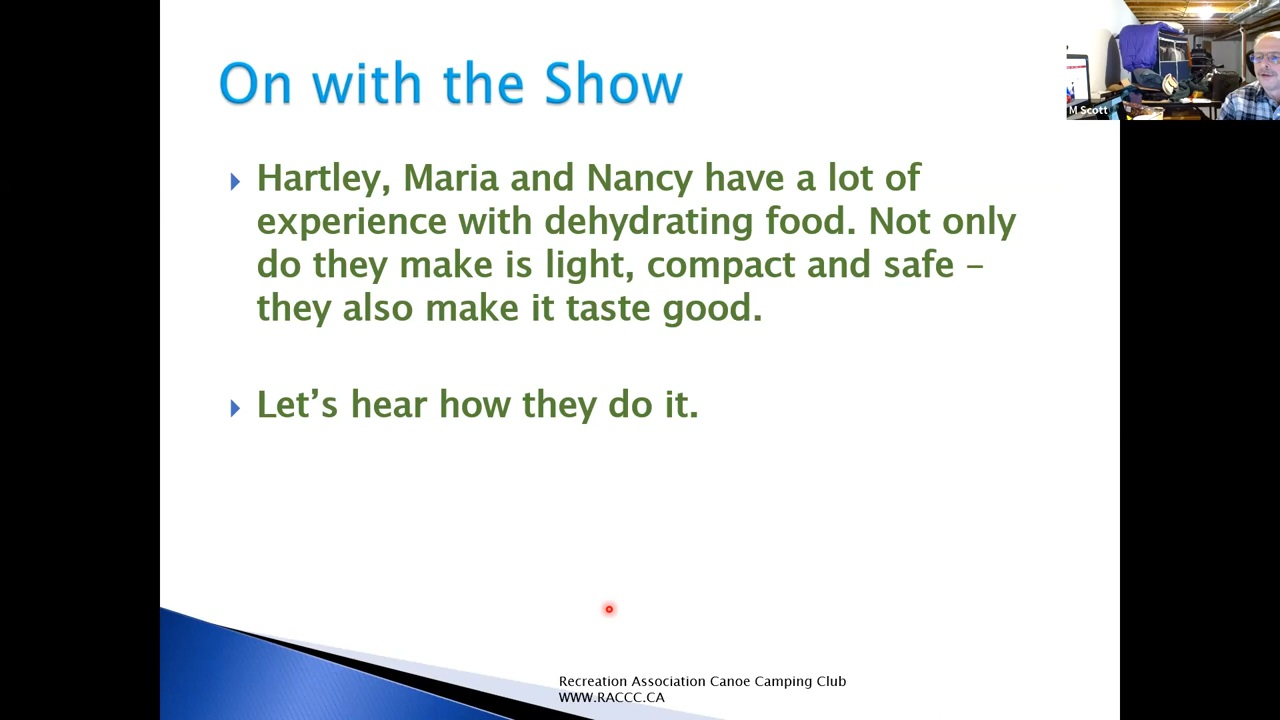 On with the Show
Hartley, Maria and Nancy have a lot of
experience with dehydrating food. Not only
do they make is light, compact and safe –
they also make it taste good.
Let’s hear how they do it.
M Scott
Recreation Association Canoe Camping Club
WWW.RACCC.CA